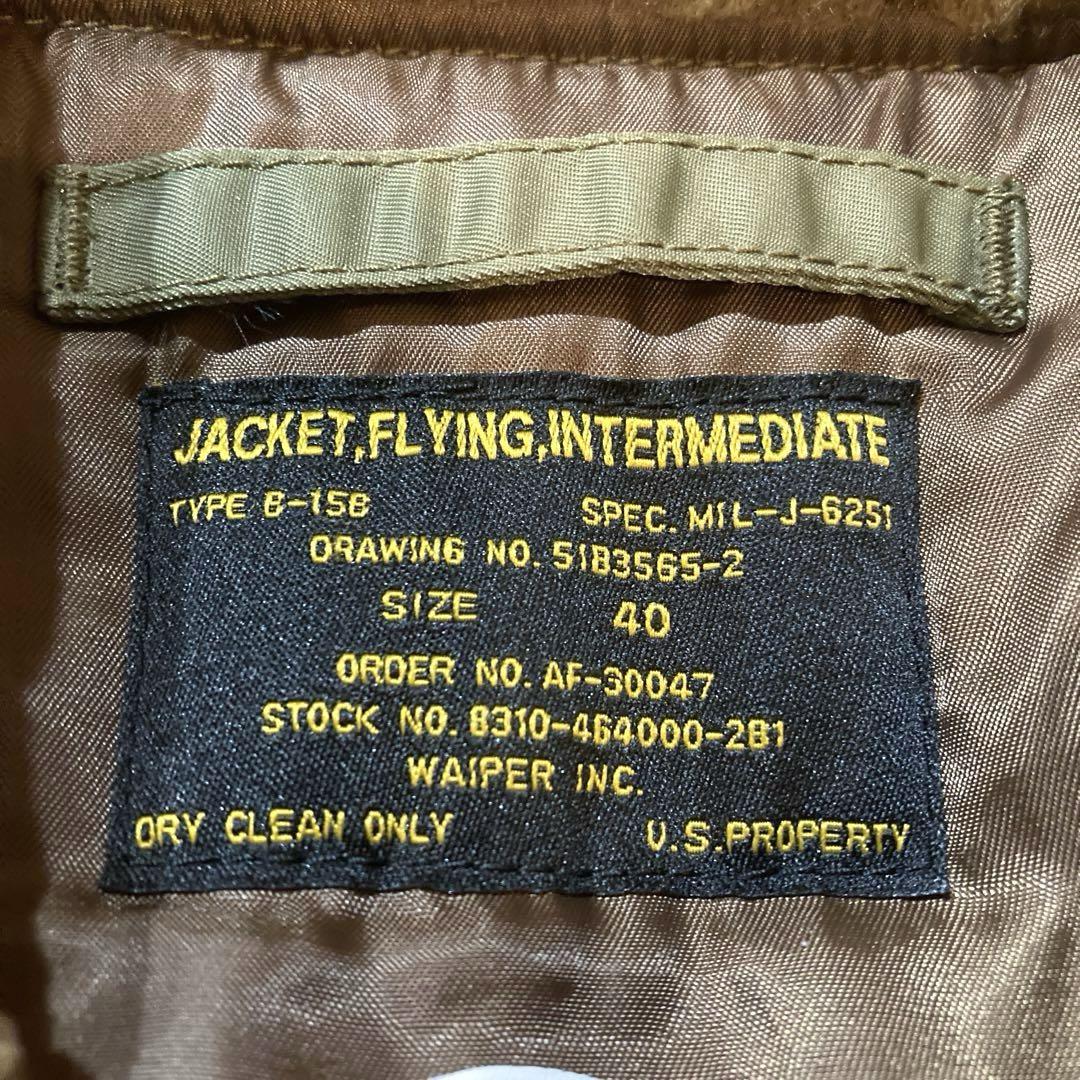 JACKET,FLYING,INTERMEDIATE
TYPE B-15B SPEC. MIL-J-6251
DRAWING NO. 51B3565-2
SIZE 40
ORDER NO. AF-S0047
STOCK NO. 8310-464000-2B1
WAIPER INC.
DRY CLEAN ONLY U.S.PROPERTY